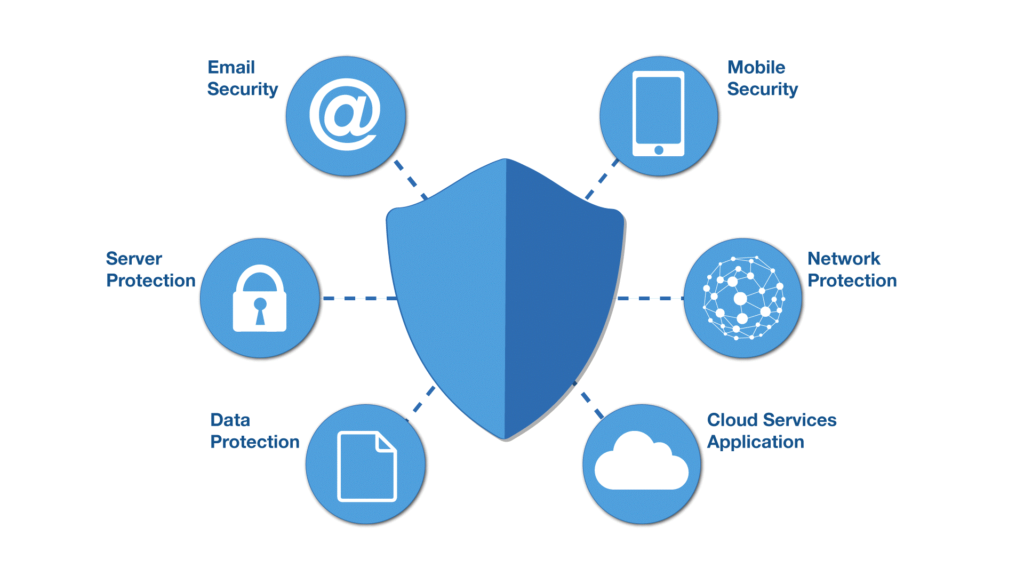 Email
Security
Mobile
Security
Server
Protection
Network
Protection
Data
Protection
Cloud Services
Application